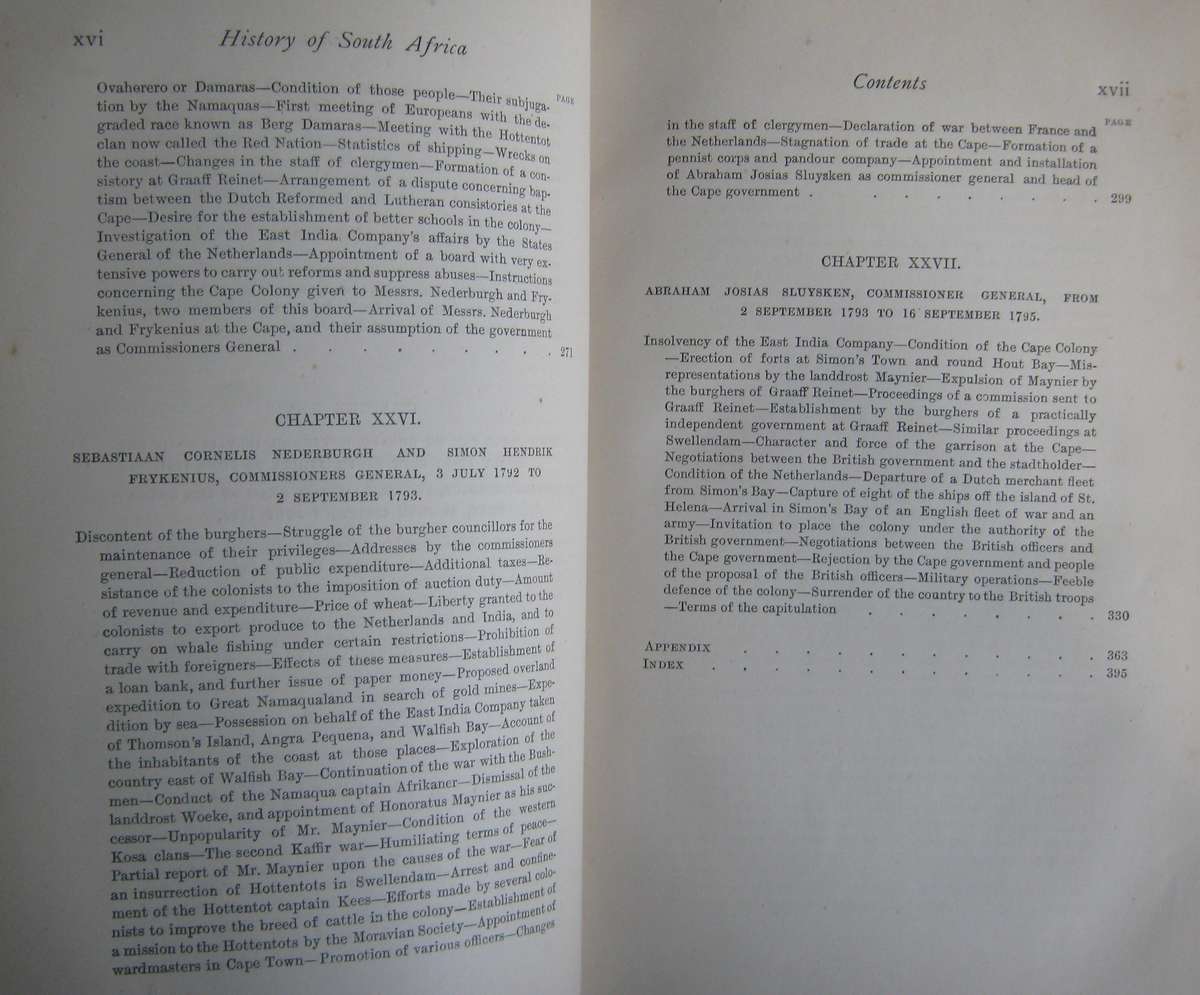 xvi History of South Africa
PAGE
Ovaherero or Damaras—Condition of those people—Their subjuga-
tion by the Namaquas—First meeting of Europeans with the de-
graded race known as Berg Damaras—Meeting with the Hottentot
clan now called the Red Nation—Statistics of shipping—Wrecks on
the coast—Changes in the staff of clergymen—Formation of a con-
sistory at Graaff Reinet—Arrangement of a dispute concerning bap-
tism between the Dutch Reformed and Lutheran consistories at the
Cape—Desire for the establishment of better schools in the colony—
Investigation of the East India Company's affairs by the States
General of the Netherlands—Appointment of a board with very ex-
tensive powers to carry out reforms and suppress abuses—Instructions
concerning the Cape Colony given to Messrs. Nederburgh and Fry-
kenius, two members of this board—Arrival of Messrs. Nederburgh
and Frykenius at the Cape, and their assumption of the government
as Commissioners General . . . . . . . . . 271
CHAPTER XXVI.
SEBASTIAAN CORNELIS NEDERBURGH AND SIMON HENDRIK
FRYKENIUS, COMMISSIONERS GENERAL, 3 JULY 1792 TO
2 SEPTEMBER 1793.
Discontent of the burghers—Struggle of the burgher councillors for the
maintenance of their privileges—Addresses by the commissioners
general—Reduction of public expenditure—Additional taxes—Re-
sistance of the colonists to the imposition of auction duty—Amount
of revenue and expenditure—Price of wheat—Liberty granted to the
colonists to export produce to the Netherlands and India, and to
carry on whale fishing under certain restrictions—Prohibition of
trade with foreigners—Effects of these measures—Establishment of
a loan bank, and further issue of paper money—Proposed overland
expedition to Great Namaqualand in search of gold mines—Expe-
dition by sea—Possession on behalf of the East India Company taken
of Thomson's Island, Angra Pequena, and Walfish Bay—Account of
the inhabitants of the coast at those places—Exploration of the
country east of Walfish Bay—Continuation of the war with the Bush-
men—Conduct of the Namaqua captain Afrikaner—Dismissal of the
landdrost Woeke, and appointment of Honoratus Maynier as his suc-
cessor—Unpopularity of Mr. Maynier—Condition of the western
Kosa clans—The second Kaffir war—Humiliating terms of peace—
Partial report of Mr. Maynier upon the causes of the war—Fear of
an insurrection of Hottentots in Swellendam—Arrest and confine-
ment of the Hottentot captain Kees—Efforts made by several colo-
nists to improve the breed of cattle in the colony—Establishment of
a mission to the Hottentots by the Moravian Society—Appointment of
wardmasters in Cape Town—Promotion of various officers—Changes
Contents xvii
PAGE
in the staff of clergymen—Declaration of war between France and
the Netherlands—Stagnation of trade at the Cape—Formation of a
pennist corps and pandour company—Appointment and installation
of Abraham Josias Sluysken as commissioner general and head of
the Cape government . . . . . . . . . 299
CHAPTER XXVII.
ABRAHAM JOSIAS SLUYSKEN, COMMISSIONER GENERAL, FROM
2 SEPTEMBER 1793 TO 16 SEPTEMBER 1795.
Insolvency of the East India Company—Condition of the Cape Colony
—Erection of forts at Simon's Town and round Hout Bay—Mis-
representations by the landdrost Maynier—Expulsion of Maynier by
the burghers of Graaff Reinet—Proceedings of a commission sent to
Graaff Reinet—Establishment by the burghers of a practically
independent government at Graaff Reinet—Similar proceedings at
Swellendam—Character and force of the garrison at the Cape—
Negotiations between the British government and the stadtholder—
Condition of the Netherlands—Departure of a Dutch merchant fleet
from Simon's Bay—Capture of eight of the ships off the island of St.
Helena—Arrival in Simon's Bay of an English fleet of war and an
army—Invitation to place the colony under the authority of the
British government—Negotiations between the British officers and
the Cape government—Rejection by the Cape government and people
of the proposal of the British officers—Military operations—Feeble
defence of the colony—Surrender of the country to the British troops
—Terms of the capitulation . . . . . . . . 330
APPENDIX . . . . . . . . . . . . 363
INDEX . . . . . . . . . . . . . 395